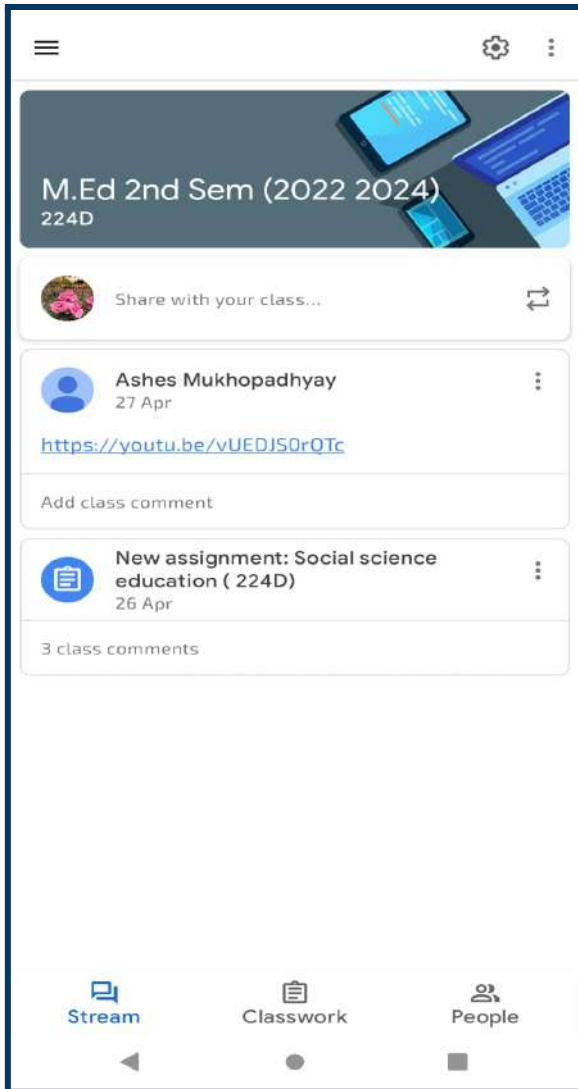 M.Ed 2nd Sem (2022 2024)
224D
Share with your class...
Ashes Mukhopadhyay
27 Apr
https://youtu.be/vUEDJS0rQTc
Add class comment
New assignment: Social science
education ( 224D)
26 Apr
3 class comments
Stream
Classwork
People